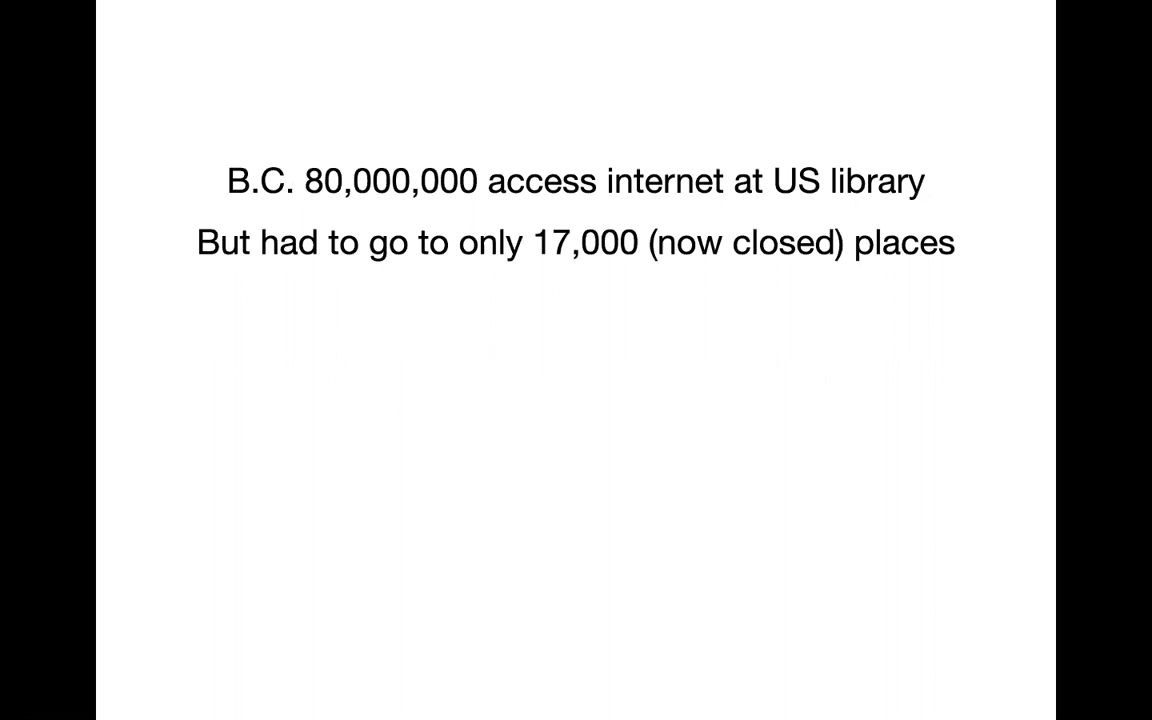 B.C. 80,000,000 access internet at US library
But had to go to only 17,000 (now closed) places